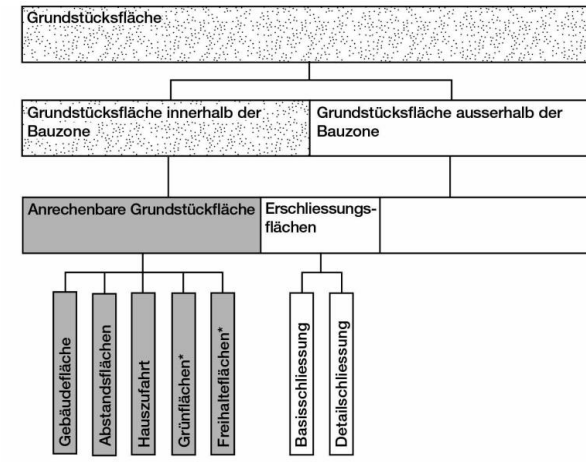 Grundstücksfläche
Grundstücksfläche innerhalb der
Bauzone
Grundstücksfläche ausserhalb der
Bauzone
Anrechenbare Grundstückfläche
Erschliessungs-
flächen
Gebäudefläche
Abstandsflächen
Hauszufahrt
Grünflächen*
Freihalteflächen*
Basisschliessung
Detailschliessung